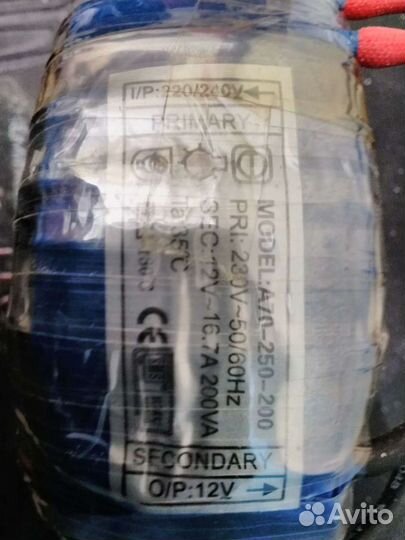 I/P:220/240V
PRIMARY
MODEL:A70-250-200
PRI: 230V~50/60Hz
SEC:12V~16.7A 200VA
CE
SECONDARY
O/P:12V
Avito